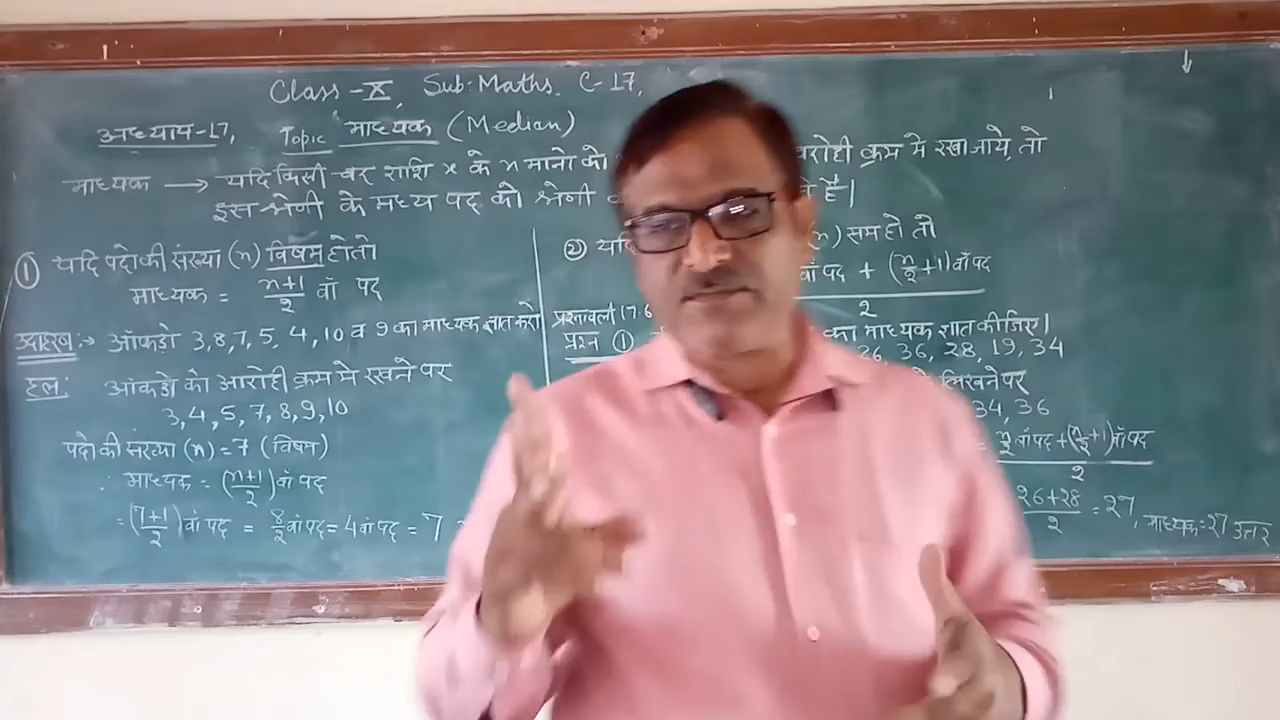 Class - X, Sub: Maths. C-17,
अध्याय-17, Topic माध्यक (Median)
माध्यक → यदि किसी चर राशि x के n मानो को वरोही क्रम मे रखा जाये, तो
इस श्रेणी के मध्य पद को श्रेणी है।
① यदि पदो की संख्या (n) विषम होतो
माध्यक = n+1/2 वाँ पद
उदाहरण :→ आँकड़ो 3, 8, 7, 5, 4, 10 व 9 का माध्यक ज्ञात करो
हल: आंकडो को आरोही क्रम मे रखने पर
3, 4, 5, 7, 8, 9, 10
पदो की संख्या (n) = 7 (विषम)
∴ माध्यक = (n+1/2) वाँ पद
= (7+1/2) वाँ पद = 8/2 वाँ पद = 4 वाँ पद = 7
② यदि (n) सम हो तो
वाँ पद + (n/2+1) वाँ पद
2
प्रश्नावली 17.6
प्रश्न ① का माध्यक ज्ञात कीजिए।
26, 36, 28, 19, 34
लिखने पर
34, 36
= n/2 वाँ पद + (n/2+1) वाँ पद
2
26+28/2 = 27, माध्यक = 27 उत्तर